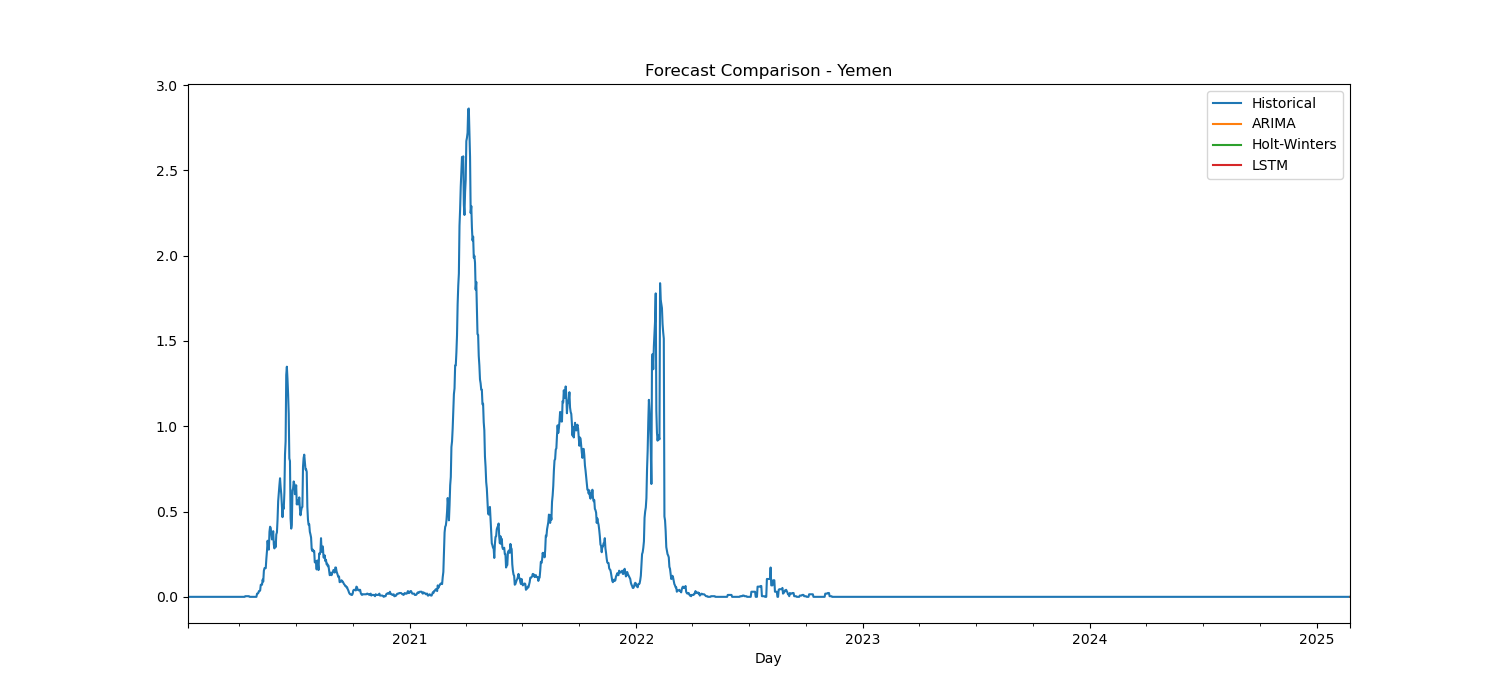 Forecast Comparison - Yemen
3.0
2.5
2.0
1.5
1.0
0.5
0.0
Historical
ARIMA
Holt-Winters
LSTM
2021 2022 2023 2024 2025
Day